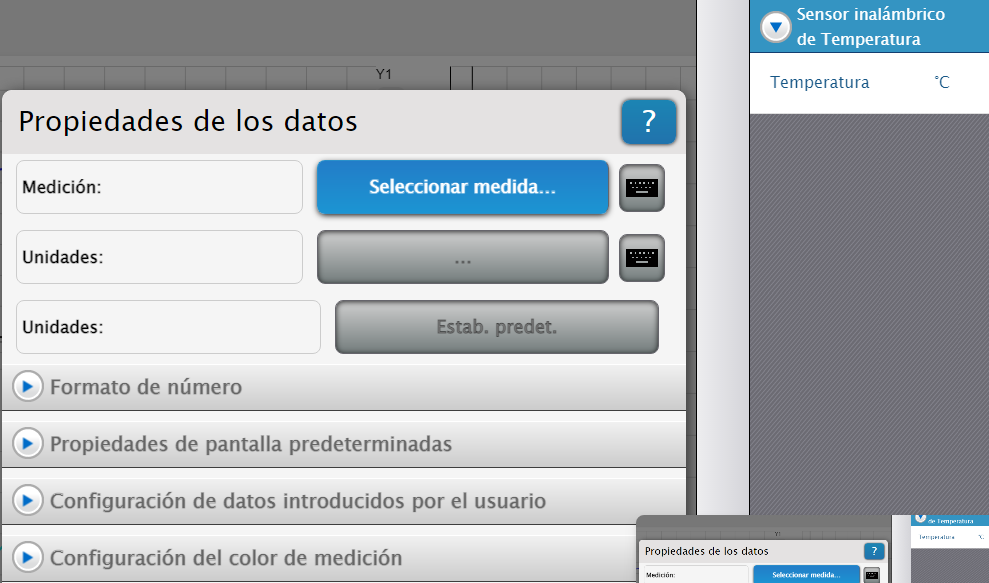 Sensor inalámbrico
de Temperatura
Temperatura °C
Y1
Propiedades de los datos
?
Medición:
Seleccionar medida...
Unidades:
...
Unidades:
Estab. predet.
Formato de número
Propiedades de pantalla predeterminadas
Configuración de datos introducidos por el usuario
Configuración del color de medición
Y1
de Temperatura
Temperatura °C
Propiedades de los datos
?
Medición:
Seleccionar medida...